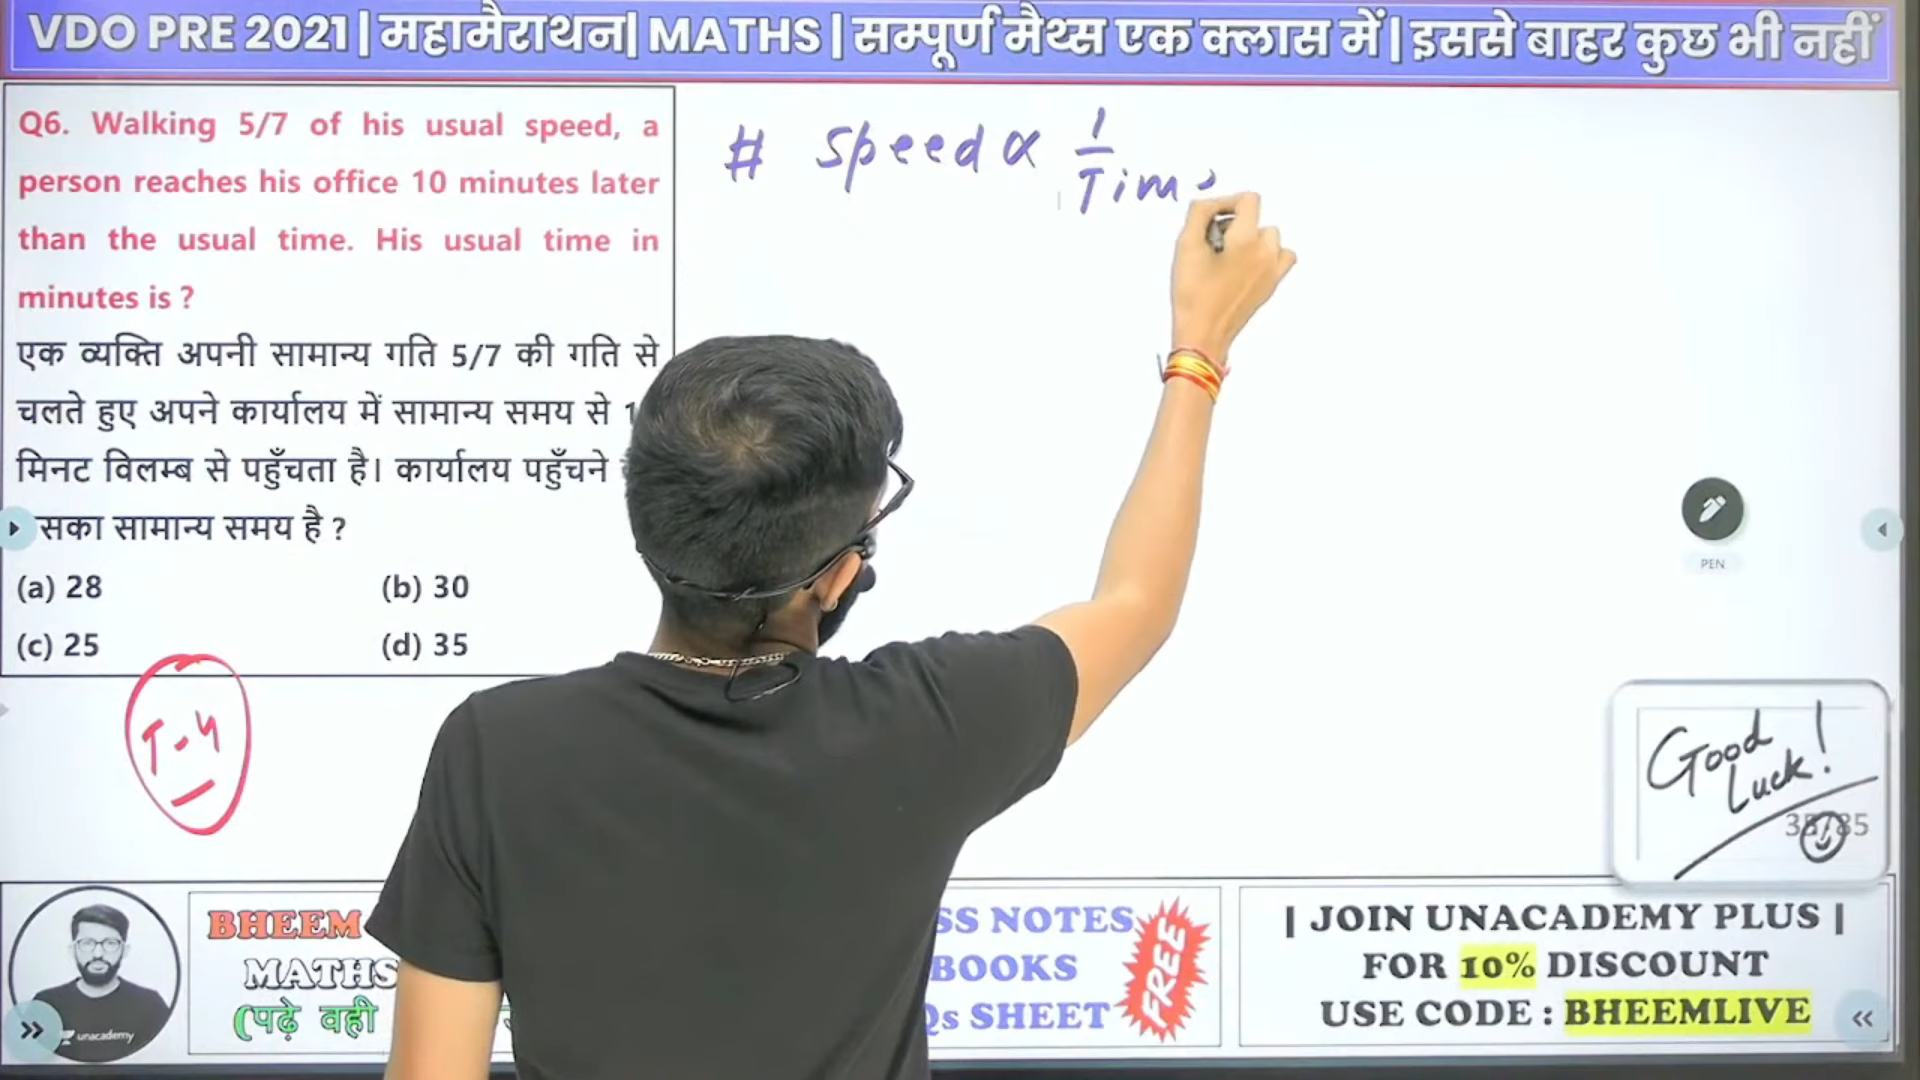 VDO PRE 2021 | महामैराथन| MATHS | सम्पूर्ण मैथ्स एक क्लास में | इससे बाहर कुछ भी नहीं
Q6. Walking 5/7 of his usual speed, a
person reaches his office 10 minutes later
than the usual time. His usual time in
minutes is ?
एक व्यक्ति अपनी सामान्य गति 5/7 की गति से
चलते हुए अपने कार्यालय में सामान्य समय से
मिनट विलम्ब से पहुँचता है। कार्यालय पहुँचने
सका सामान्य समय है ?
(a) 28 (b) 30
(c) 25 (d) 35
T-4
# Speed ∝ 1/Tim
PEN
Good
Luck!
35/85
BHEEM
MATHS
(पढ़े वही
unacademy
SS NOTES
BOOKS
Qs SHEET
FREE
| JOIN UNACADEMY PLUS |
FOR 10% DISCOUNT
USE CODE : BHEEMLIVE